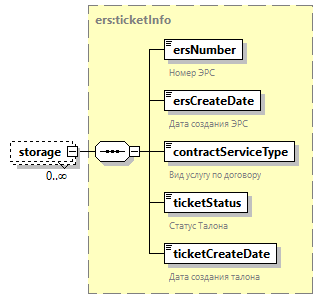 ers:ticketInfo
ersNumber
Номер ЭРС
ersCreateDate
Дата создания ЭРС
storage
0..∞
contractServiceType
Вид услугу по договору
ticketStatus
Статус Талона
ticketCreateDate
Дата создания талона